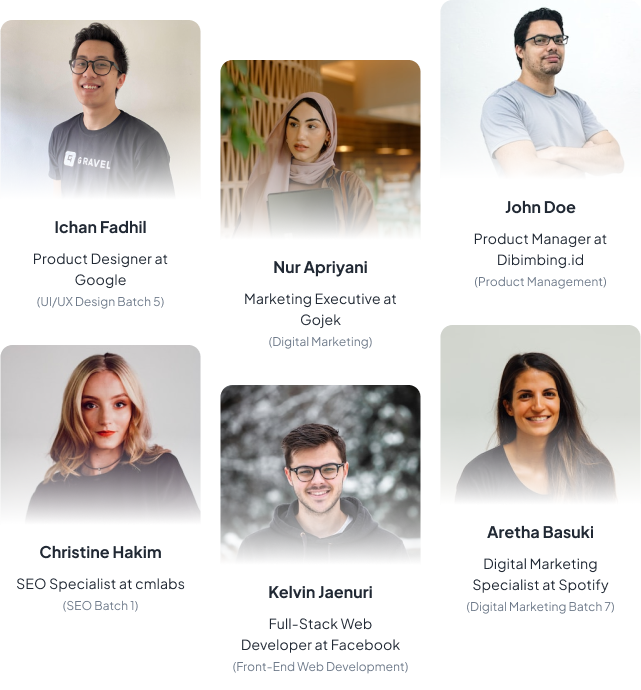 GRAVEL
Ichan Fadhil
Product Designer at
Google
(UI/UX Design Batch 5)
Nur Apriyani
Marketing Executive at
Gojek
(Digital Marketing)
John Doe
Product Manager at
Dibimbing.id
(Product Management)
Christine Hakim
SEO Specialist at cmlabs
(SEO Batch 1)
Kelvin Jaenuri
Full-Stack Web
Developer at Facebook
(Front-End Web Development)
Aretha Basuki
Digital Marketing
Specialist at Spotify
(Digital Marketing Batch 7)